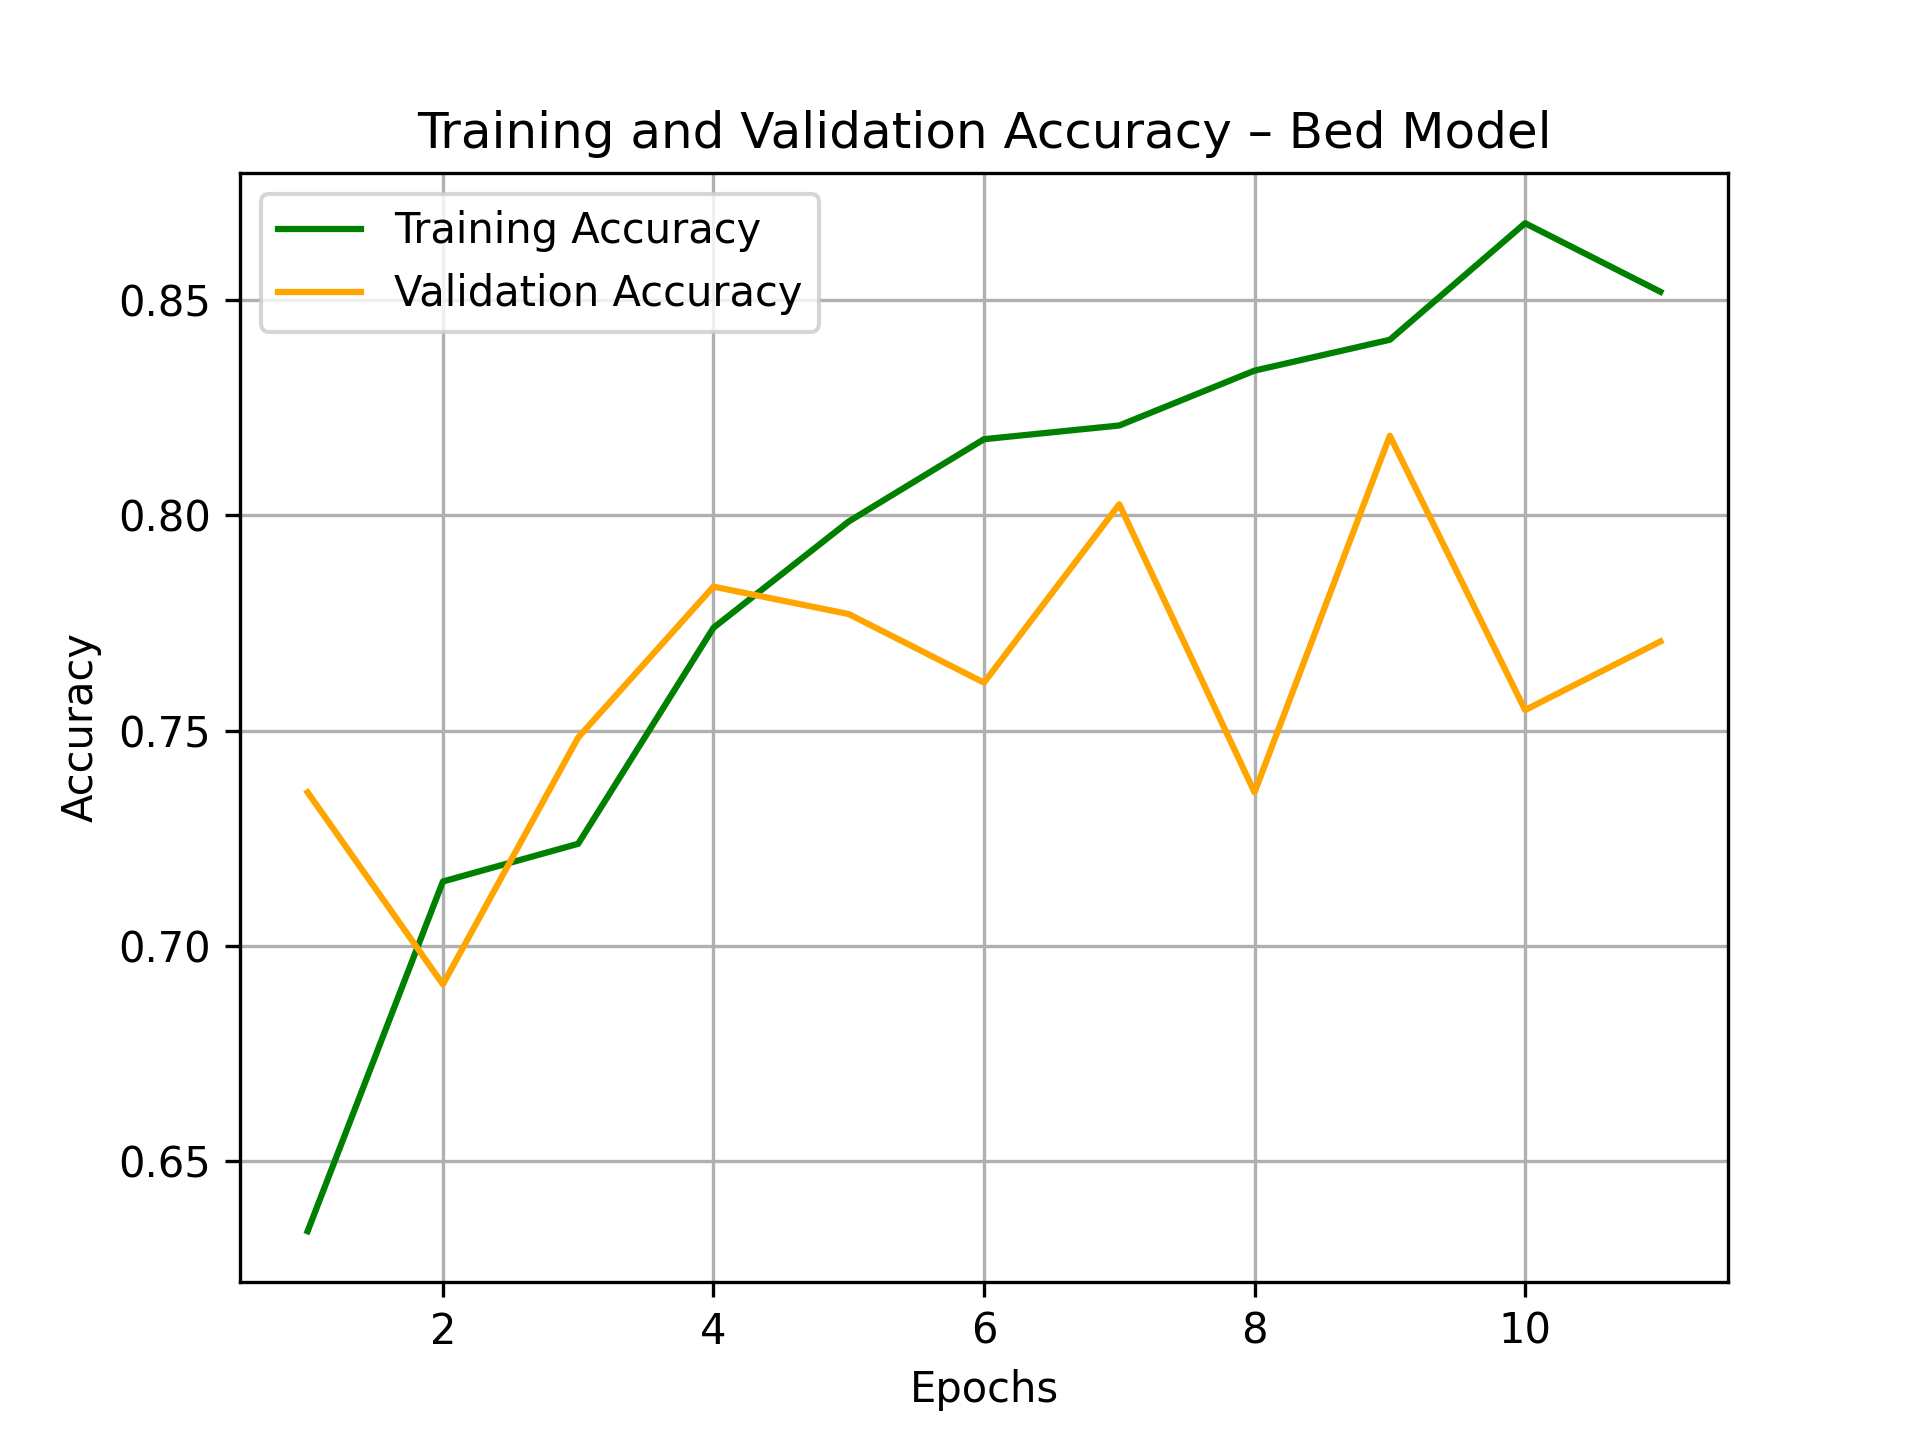 Training and Validation Accuracy – Bed Model
Training Accuracy
Validation Accuracy
0.85
0.80
0.75
0.70
0.65
Accuracy
2 4 6 8 10
Epochs